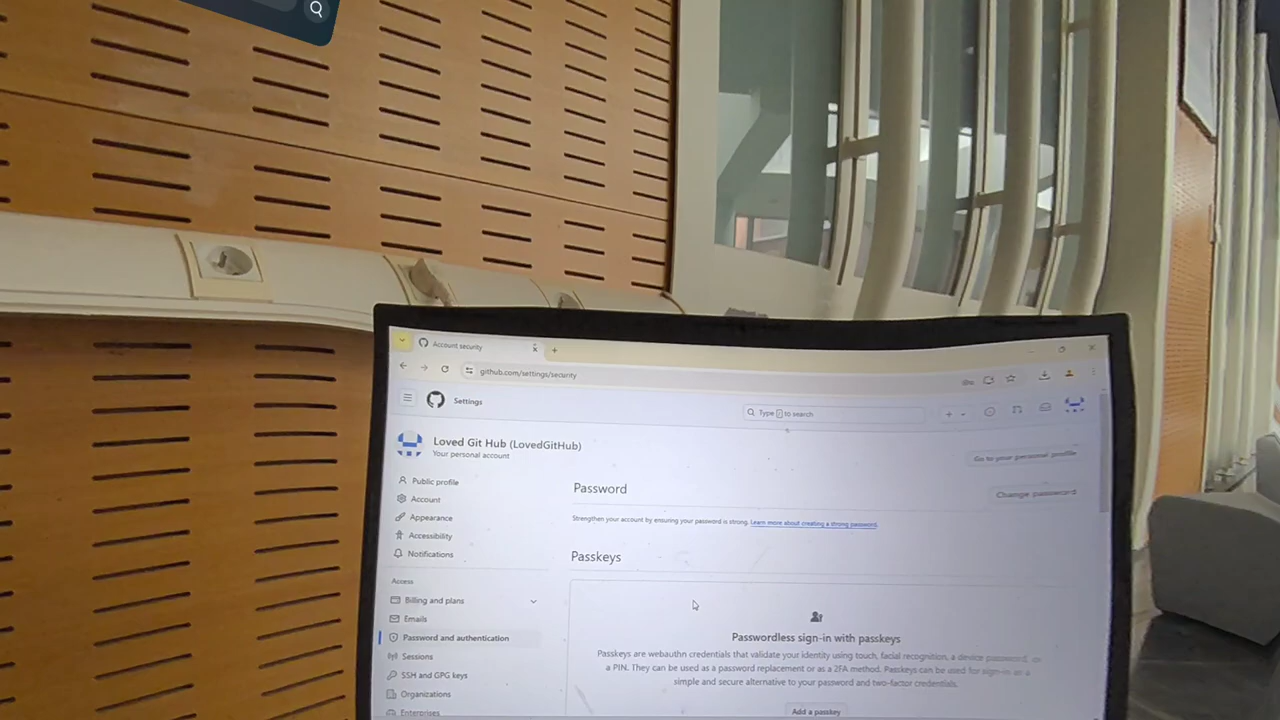 Account security
github.com/settings/security
Settings
Type / to search
Loved Git Hub (LovedGitHub)
Your personal account
Go to your personal profile
Public profile
Account
Appearance
Accessibility
Notifications
Access
Billing and plans
Emails
Password and authentication
Sessions
SSH and GPG keys
Organizations
Enterprises
Password
Change password
Strengthen your account by ensuring your password is strong. Learn more about creating a strong password.
Passkeys
Passwordless sign-in with passkeys
Passkeys are webauthn credentials that validate your identity using touch, facial recognition, a device password, or
a PIN. They can be used as a password replacement or as a 2FA method. Passkeys can be used for sign-in as a
simple and secure alternative to your password and two-factor credentials.
Add a passkey